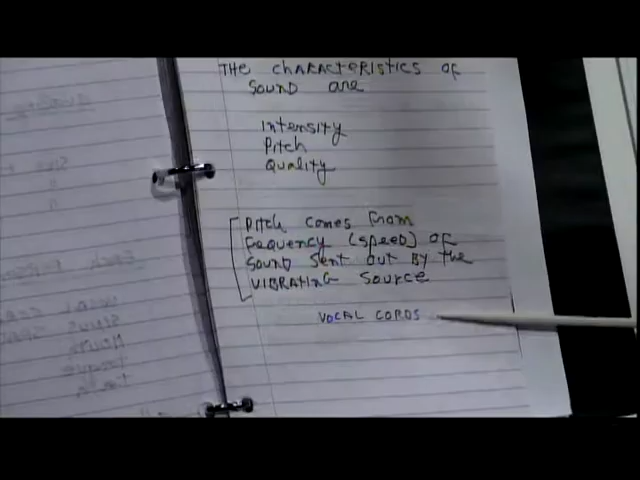 THE CHARACTERISTICS OF
SOUND ARE
Intensity
Pitch
Quality
Pitch comes from
fequency (speed) of
sound sent out by the
VIBRATING Source
VOCAL CORDS